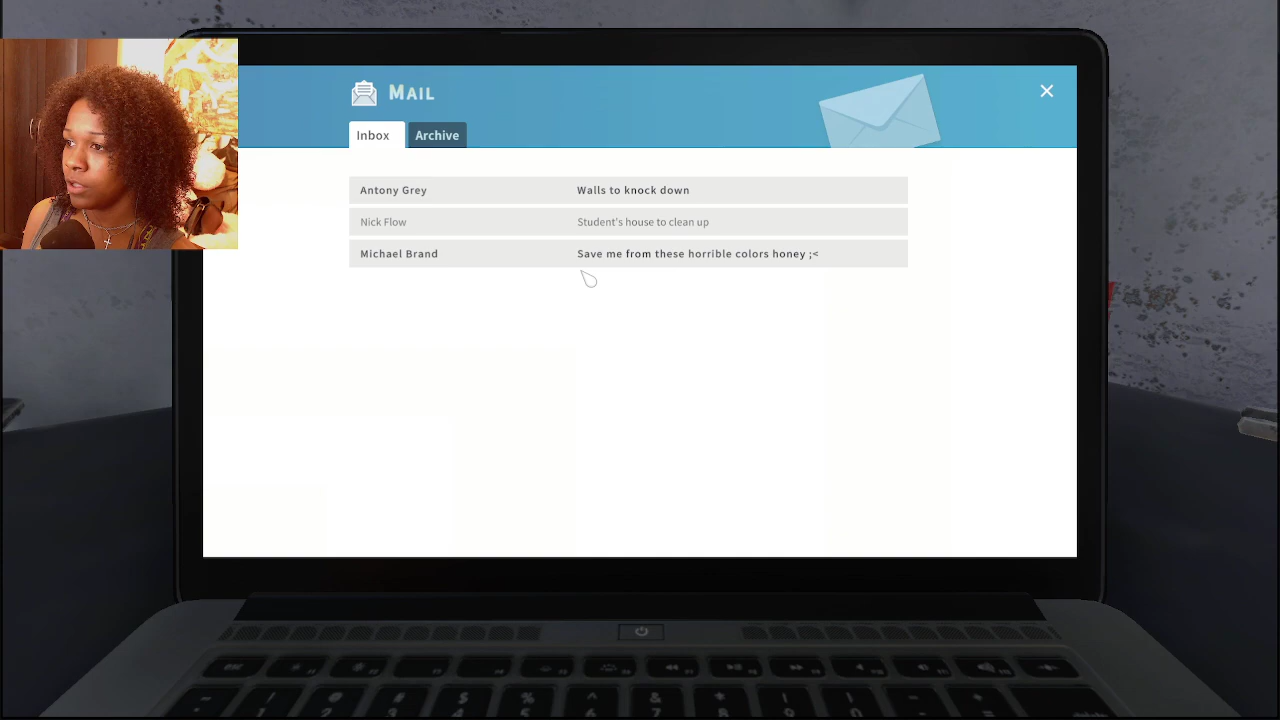 MAIL
Inbox Archive
Antony Grey Walls to knock down
Nick Flow Student's house to clean up
Michael Brand Save me from these horrible colors honey ;<